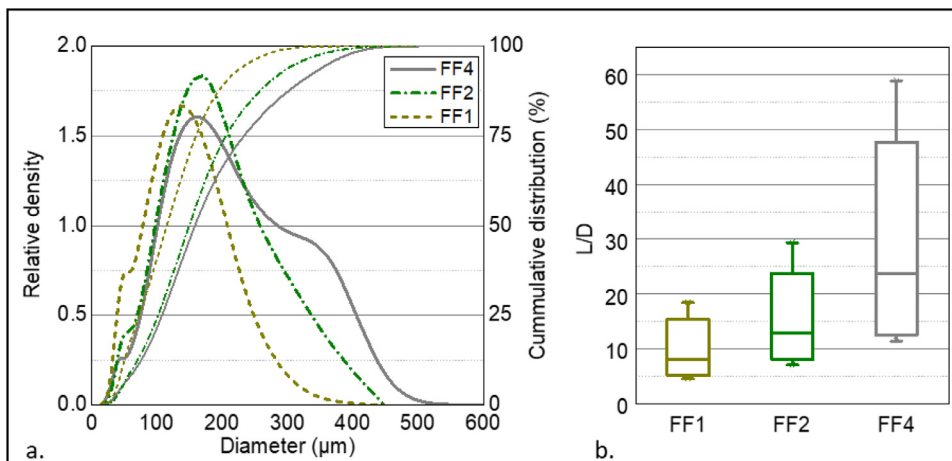 2.0
1.5
1.0
0.5
0.0
Relative density
0 100 200 300 400 500 600
Diameter (µm)
100
75
50
25
0
Cummulative distribution (%)
FF4
FF2
FF1
a.
60
50
40
30
20
10
0
L/D
FF1 FF2 FF4
b.